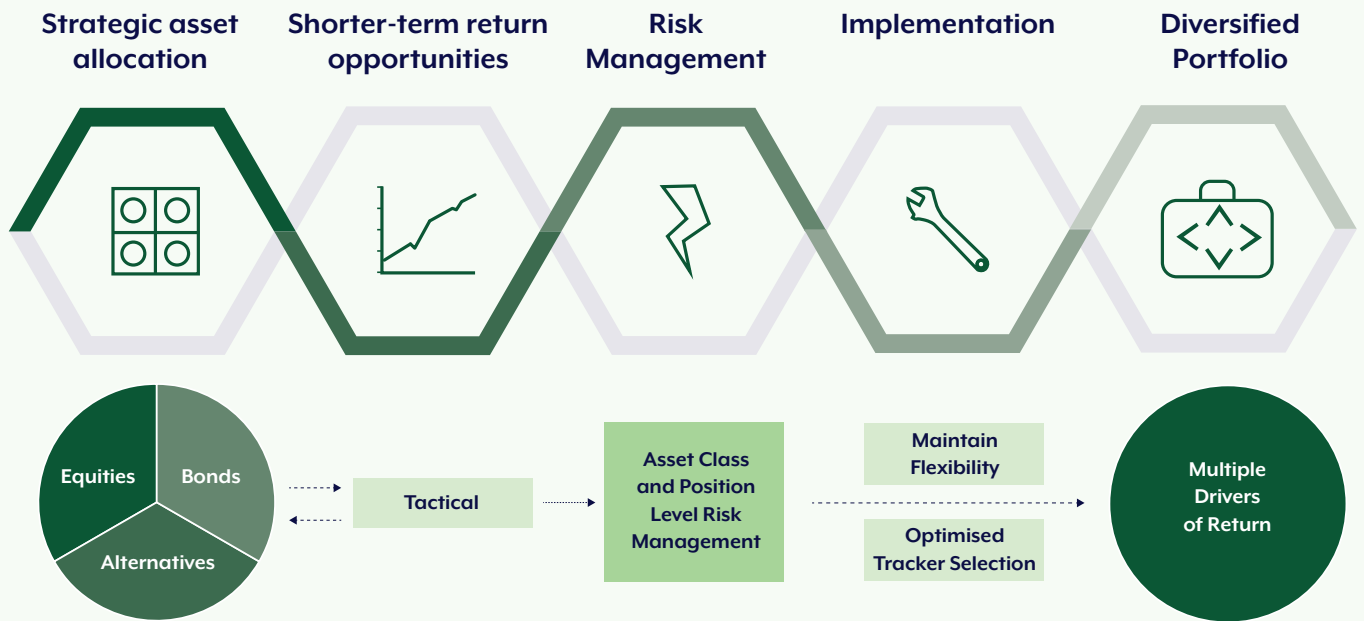 Strategic asset
allocation
Shorter-term return
opportunities
Risk
Management
Implementation
Diversified
Portfolio
Equities
Bonds
Alternatives
Tactical
Asset Class
and Position
Level Risk
Management
Maintain
Flexibility
Optimised
Tracker Selection
Multiple
Drivers
of Return